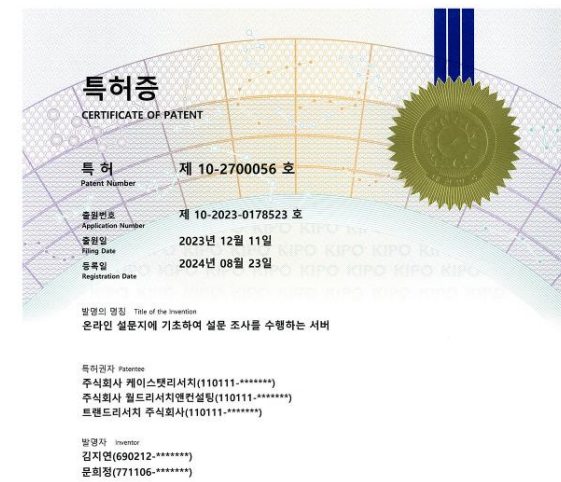 특허증
CERTIFICATE OF PATENT
특 허 제 10-2700056 호
Patent Number
출원번호 제 10-2023-0178523 호
Application Number
출원일 2023년 12월 11일
Filing Date
등록일 2024년 08월 23일
Registration Date
발명의 명칭 Title of the Invention
온라인 설문지에 기초하여 설문 조사를 수행하는 서버
특허권자 Patentee
주식회사 케이스탯리서치(110111-*******)
주식회사 월드리서치앤컨설팅(110111-*******)
트랜드리서치 주식회사(110111-*******)
발명자 Inventor
김지연(690212-*******)
문희정(771106-*******)